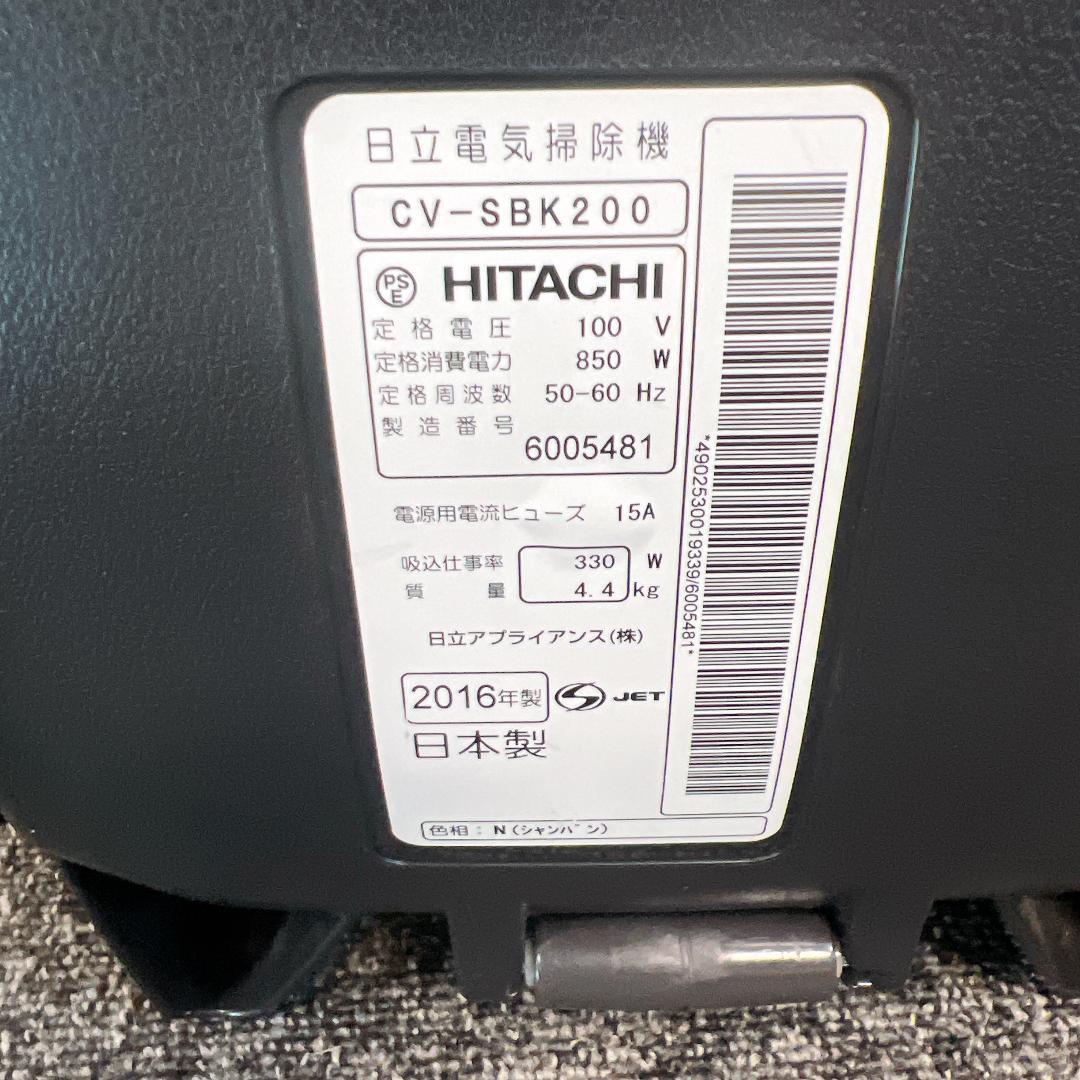 日立電気掃除機
CV-SBK200
PSE HITACHI
定格電圧 100 V
定格消費電力 850 W
定格周波数 50-60 Hz
製造番号 6005481
電源用電流ヒューズ 15A
吸込仕事率 330 W
質量 4.4 kg
日立アプライアンス(株)
2016年製 S JET
日本製
色相：N(シャンパン)
*4902530019339/6005481*